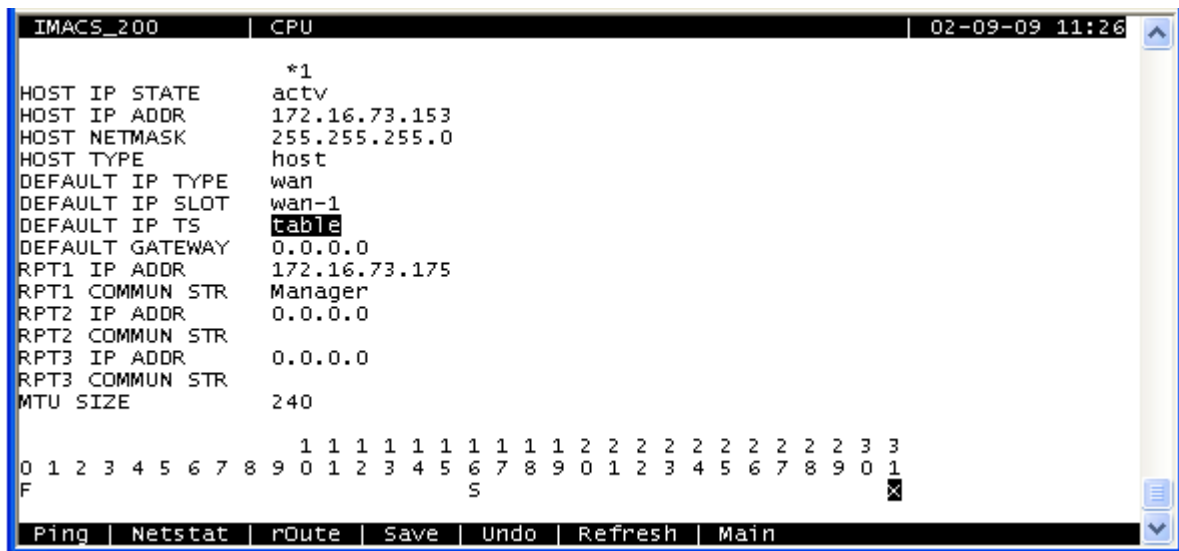 IMACS_200 | CPU | 02-09-09 11:26
*1
HOST IP STATE actv
HOST IP ADDR 172.16.73.153
HOST NETMASK 255.255.255.0
HOST TYPE host
DEFAULT IP TYPE wan
DEFAULT IP SLOT wan-1
DEFAULT IP TS table
DEFAULT GATEWAY 0.0.0.0
RPT1 IP ADDR 172.16.73.175
RPT1 COMMUN STR Manager
RPT2 IP ADDR 0.0.0.0
RPT2 COMMUN STR
RPT3 IP ADDR 0.0.0.0
RPT3 COMMUN STR
MTU SIZE 240
1 1 1 1 1 1 1 1 1 1 2 2 2 2 2 2 2 2 2 2 3 3
0 1 2 3 4 5 6 7 8 9 0 1 2 3 4 5 6 7 8 9 0 1 2 3 4 5 6 7 8 9 0 1
F S x
Ping | Netstat | rOute | Save | Undo | Refresh | Main